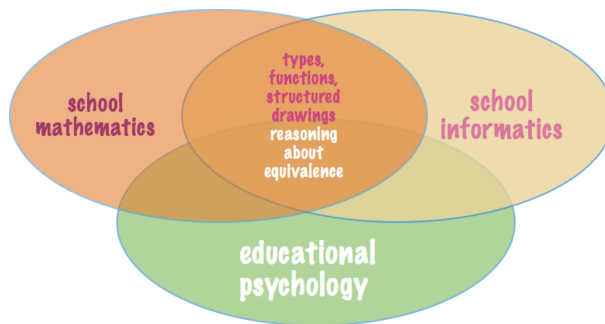 school
mathematics
types,
functions,
structured
drawings
reasoning
about
equivalence
school
informatics
educational
psychology